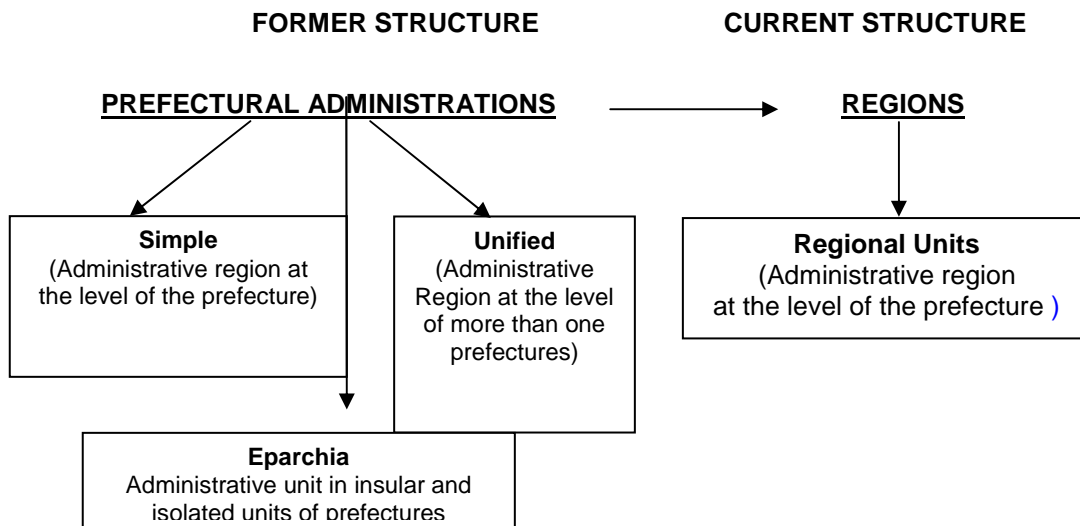 FORMER STRUCTURE
CURRENT STRUCTURE
PREFECTURAL ADMINISTRATIONS
REGIONS
Simple
(Administrative region at
the level of the prefecture)
Unified
(Administrative
Region at the level
of more than one
prefectures)
Regional Units
(Administrative region
at the level of the prefecture )
Eparchia
Administrative unit in insular and
isolated units of prefectures